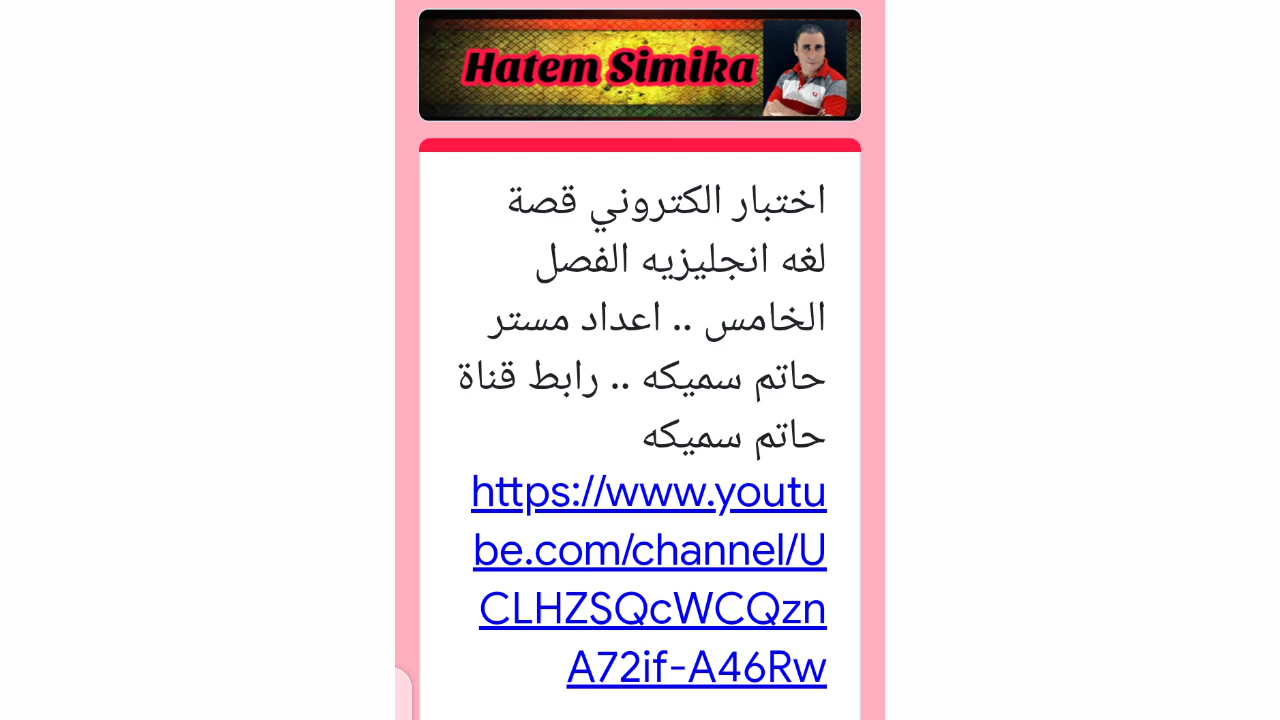 Hatem Simika
اختبار الكتروني قصة
لغه انجليزيه الفصل
الخامس .. اعداد مستر
حاتم سميكه .. رابط قناة
حاتم سميكه
https://www.youtu
be.com/channel/U
CLHZSQcWCQzn
A72if-A46Rw